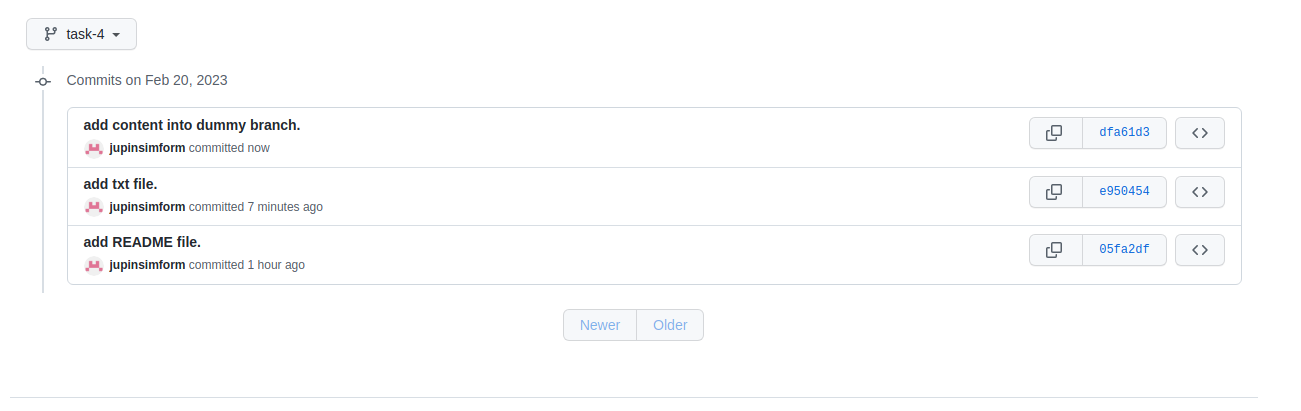 task-4
Commits on Feb 20, 2023
add content into dummy branch.
jupinsimform committed now
dfa61d3
add txt file.
jupinsimform committed 7 minutes ago
e950454
add README file.
jupinsimform committed 1 hour ago
05fa2df
Newer Older